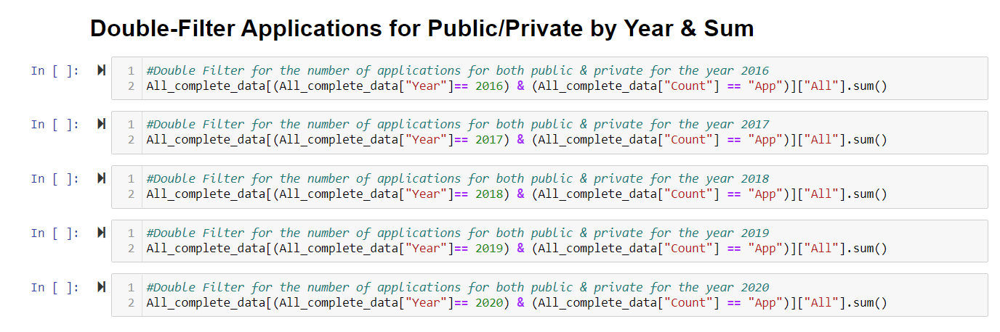 Double-Filter Applications for Public/Private by Year & Sum
In [ ]:
1 #Double Filter for the number of applications for both public & private for the year 2016
2 All_complete_data[(All_complete_data["Year"]== 2016) & (All_complete_data["Count"] == "App")]["All"].sum()
In [ ]:
1 #Double Filter for the number of applications for both public & private for the year 2017
2 All_complete_data[(All_complete_data["Year"]== 2017) & (All_complete_data["Count"] == "App")]["All"].sum()
In [ ]:
1 #Double Filter for the number of applications for both public & private for the year 2018
2 All_complete_data[(All_complete_data["Year"]== 2018) & (All_complete_data["Count"] == "App")]["All"].sum()
In [ ]:
1 #Double Filter for the number of applications for both public & private for the year 2019
2 All_complete_data[(All_complete_data["Year"]== 2019) & (All_complete_data["Count"] == "App")]["All"].sum()
In [ ]:
1 #Double Filter for the number of applications for both public & private for the year 2020
2 All_complete_data[(All_complete_data["Year"]== 2020) & (All_complete_data["Count"] == "App")]["All"].sum()